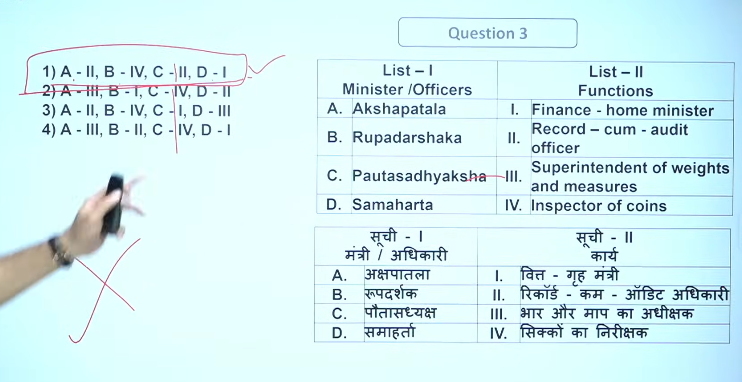 Question 3
1) A - II, B - IV, C - II, D - I
2) A - III, B - I, C - IV, D - II
3) A - II, B - IV, C - I, D - III
4) A - III, B - II, C - IV, D - I
List – I
Minister /Officers
List – II
Functions
A. Akshapatala
I. Finance - home minister
B. Rupadarshaka
II. Record – cum - audit
officer
C. Pautasadhyaksha
III. Superintendent of weights
and measures
D. Samaharta
IV. Inspector of coins
सूची - I
मंत्री / अधिकारी
सूची - II
कार्य
A. अक्षपातला
I. वित्त - गृह मंत्री
B. रूपदर्शक
II. रिकॉर्ड - कम - ऑडिट अधिकारी
C. पौतासध्यक्ष
III. भार और माप का अधीक्षक
D. समाहर्ता
IV. सिक्कों का निरीक्षक